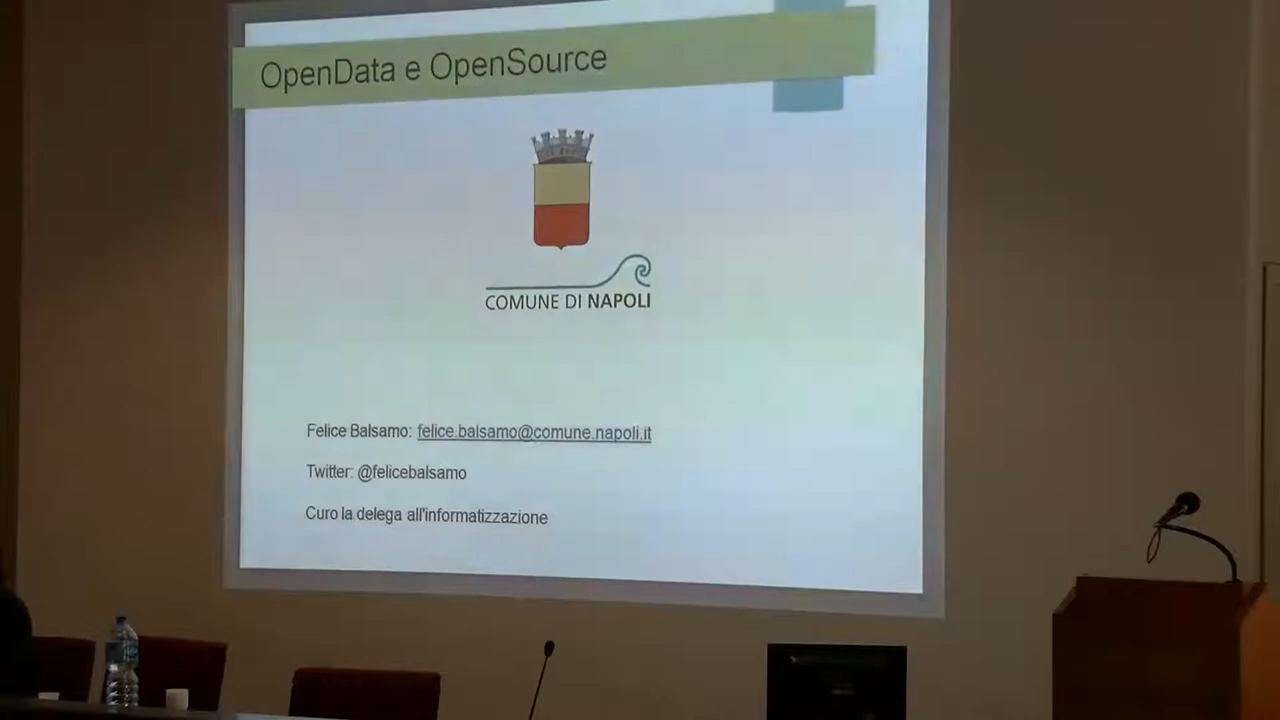 OpenData e OpenSource
COMUNE DI NAPOLI
Felice Balsamo: felice.balsamo@comune.napoli.it
Twitter: @felicebalsamo
Curo la delega all'informatizzazione